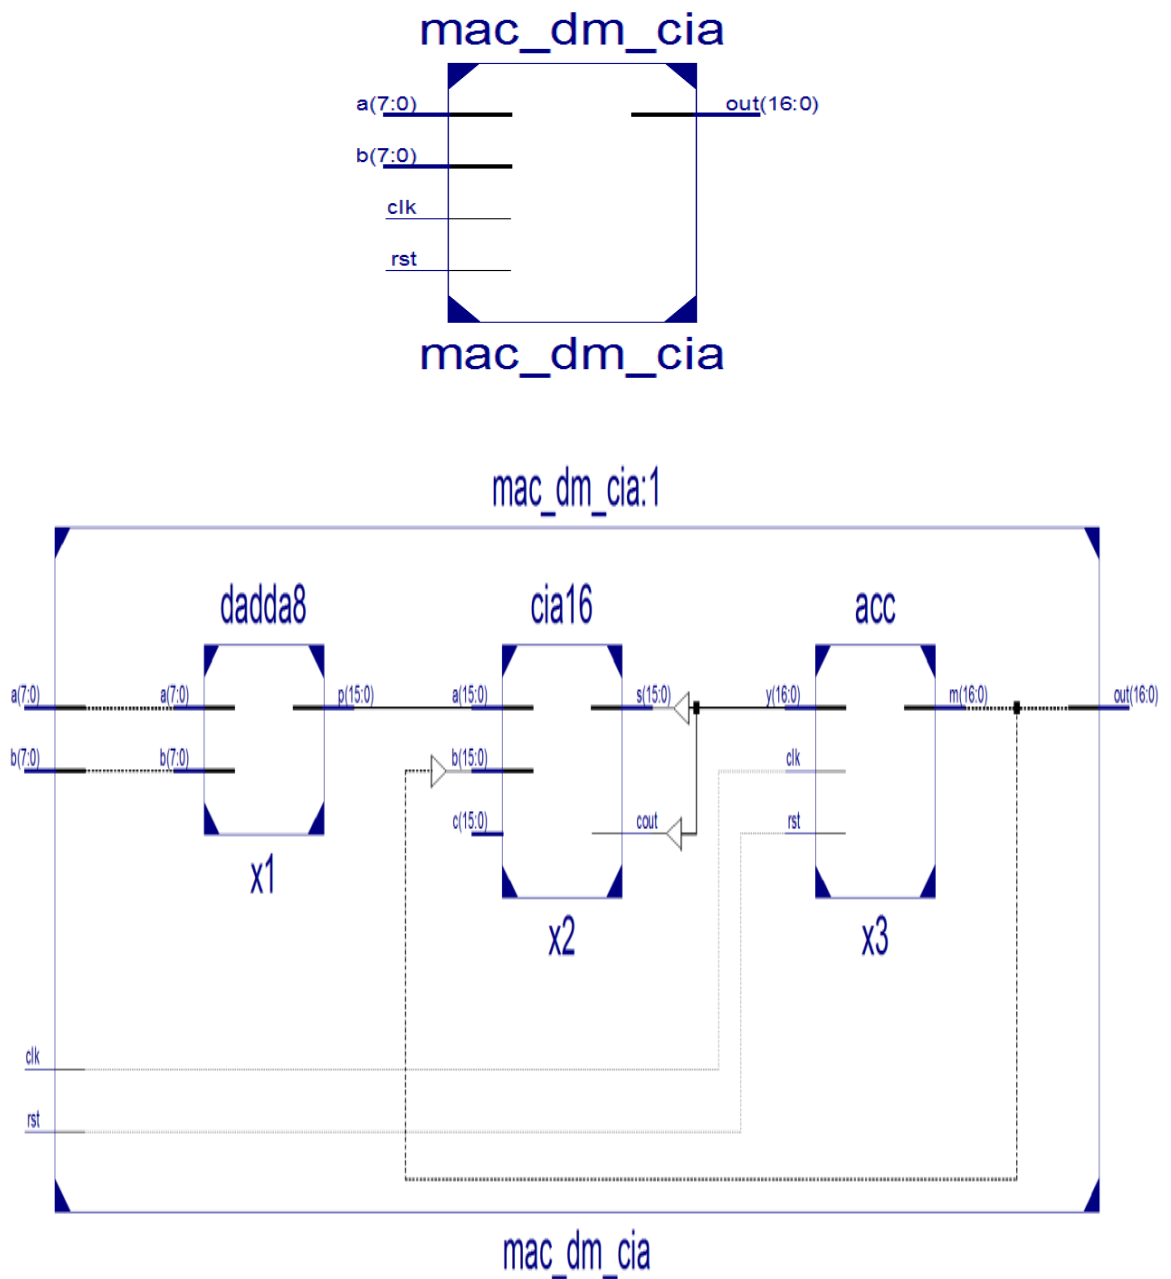 mac_dm_cia
a(7:0) out(16:0)
b(7:0)
clk
rst
mac_dm_cia
mac_dm_cia:1
dadda8 cia16 acc
a(7:0) a(7:0) p(15:0) a(15:0) s(15:0) y(16:0) m(16:0) out(16:0)
b(7:0) b(7:0) b(15:0) clk
c(15:0) cout rst
x1
x2 x3
clk
rst
mac_dm_cia